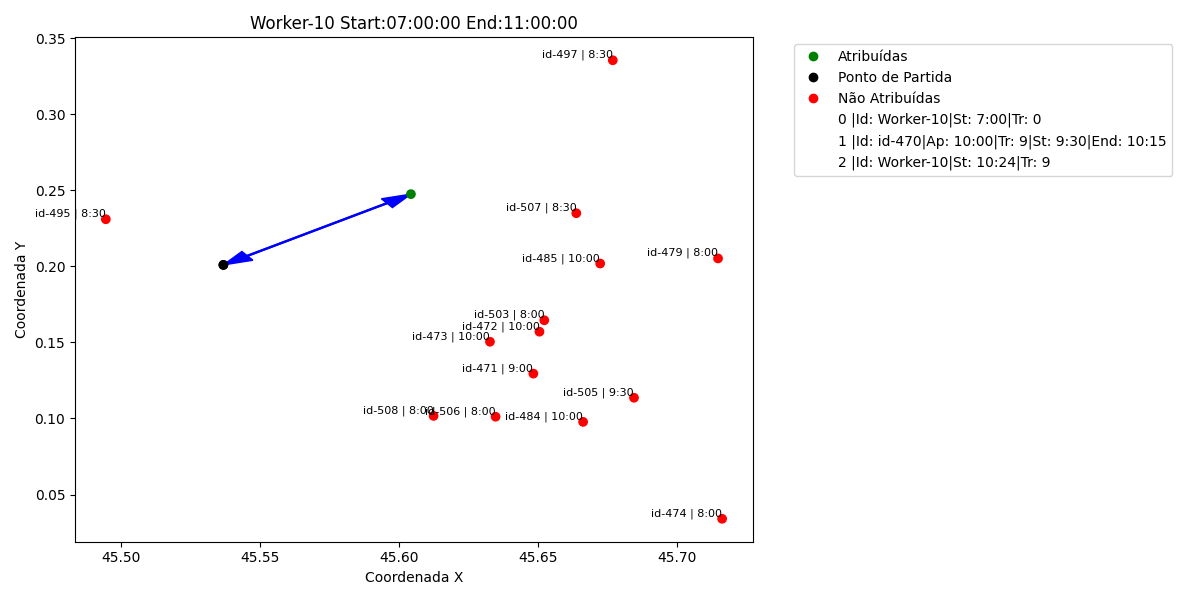 Worker-10 Start:07:00:00 End:11:00:00
0.35
0.30
0.25
0.20
0.15
0.10
0.05
Coordenada Y
id-497 | 8:30
id-495 | 8:30
id-507 | 8:30
id-485 | 10:00
id-479 | 8:00
id-503 | 8:00
id-472 | 10:00
id-473 | 10:00
id-471 | 9:00
id-505 | 9:30
id-508 | 8:00
id-506 | 8:00
id-484 | 10:00
id-474 | 8:00
45.50
45.55
45.60
45.65
45.70
Coordenada X
Atribuídas
Ponto de Partida
Não Atribuídas
0 |Id: Worker-10|St: 7:00|Tr: 0
1 |Id: id-470|Ap: 10:00|Tr: 9|St: 9:30|End: 10:15
2 |Id: Worker-10|St: 10:24|Tr: 9